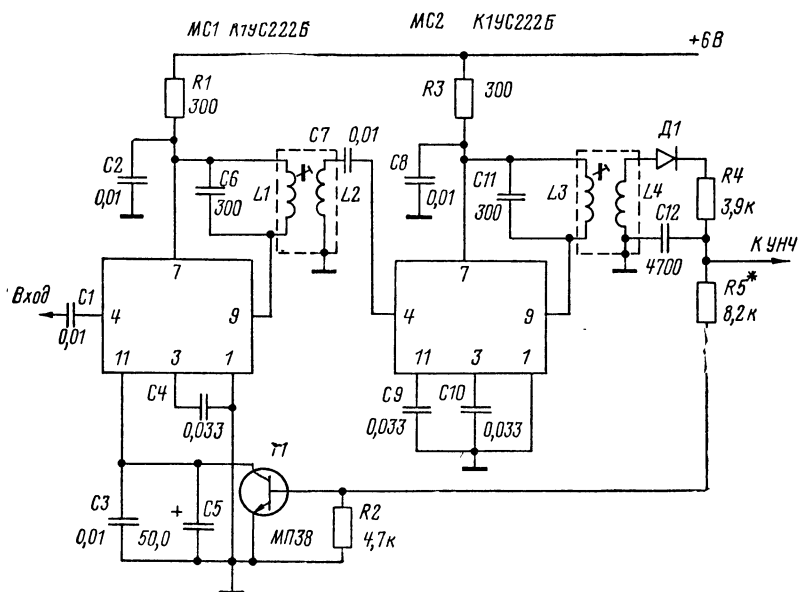 МС1 К1УС222Б
МС2 К1УС222Б
+6В
R1
300
R3
300
C2
0,01
C6
300
L1
C7
0,01
L2
C8
0,01
C11
300
L3
L4
Д1
R4
3,9к
C12
4700
К УНЧ
R5*
8,2к
Вход
C1
0,01
7
4
9
11
3
1
7
4
9
11
3
1
C4
0,033
C9
0,033
C10
0,033
T1
МП38
C3
0,01
+
50,0
C5
R2
4,7к